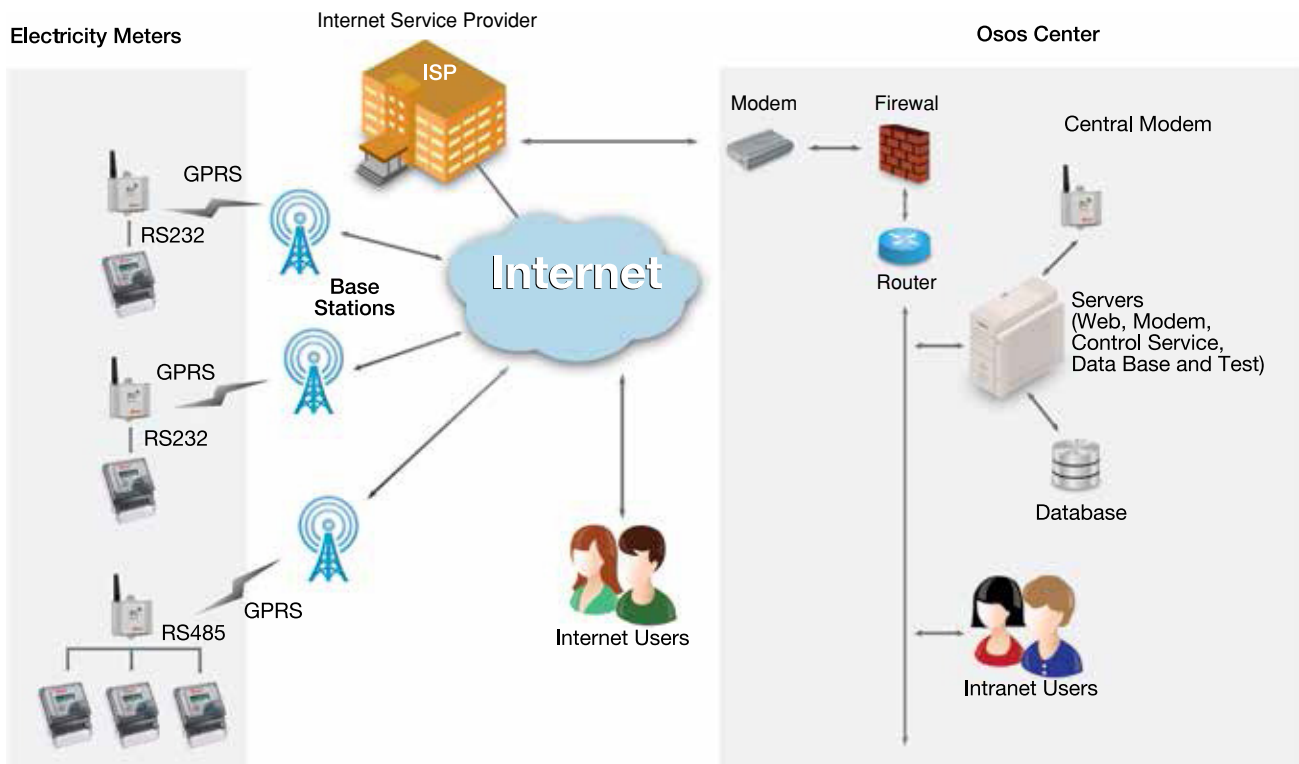 Internet Service Provider
Electricity Meters
Osos Center
ISP
Modem
Firewal
Central Modem
GPRS
RS232
Internet
Base
Stations
Router
Servers
(Web, Modem,
Control Service,
Data Base and Test)
GPRS
RS232
Database
GPRS
RS485
Internet Users
Intranet Users